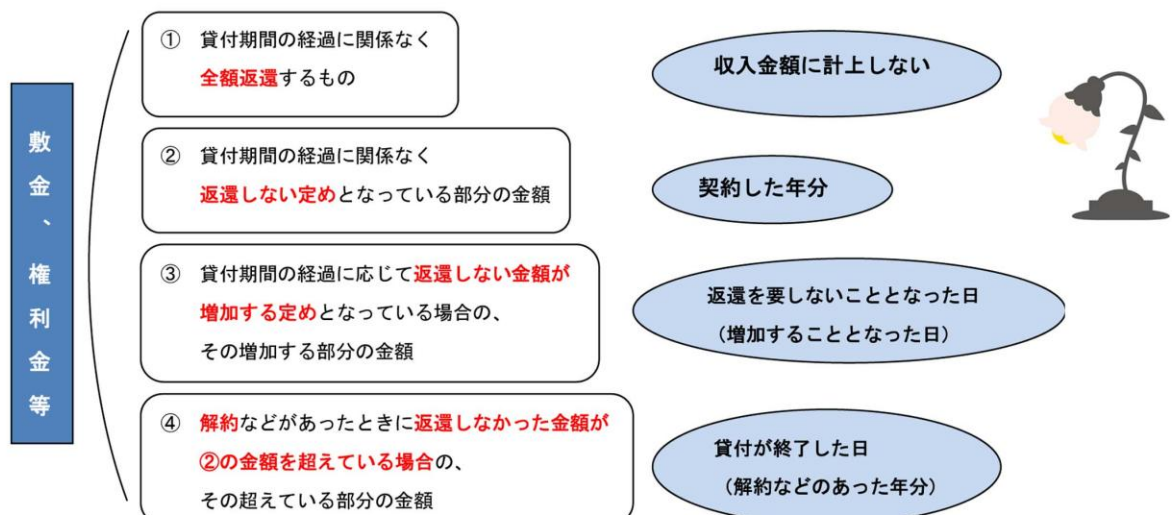 敷金、権利金等
① 貸付期間の経過に関係なく
全額返還するもの
収入金額に計上しない
② 貸付期間の経過に関係なく
返還しない定めとなっている部分の金額
契約した年分
③ 貸付期間の経過に応じて返還しない金額が
増加する定めとなっている場合の、
その増加する部分の金額
返還を要しないこととなった日
（増加することとなった日）
④ 解約などがあったときに返還しなかった金額が
②の金額を超えている場合の、
その超えている部分の金額
貸付が終了した日
（解約などのあった年分）